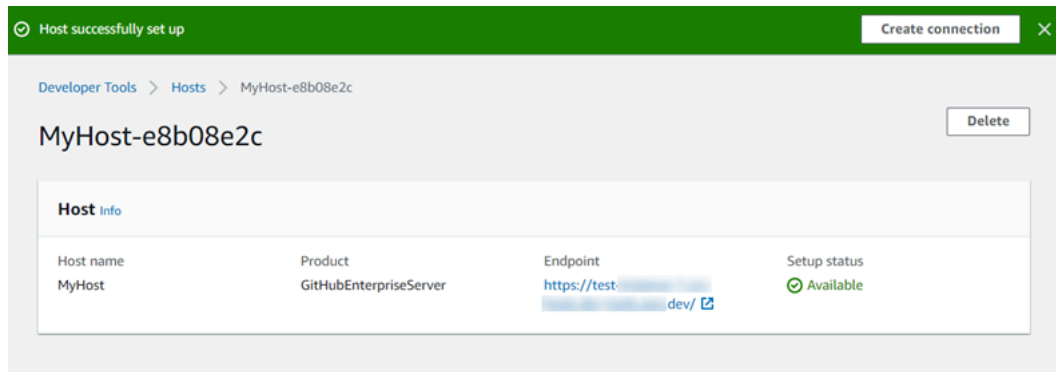 Host successfully set up
Create connection
Developer Tools > Hosts > MyHost-e8b08e2c
MyHost-e8b08e2c
Delete
Host Info
Host name
Product
Endpoint
Setup status
MyHost
GitHubEnterpriseServer
https://test-
dev/
Available